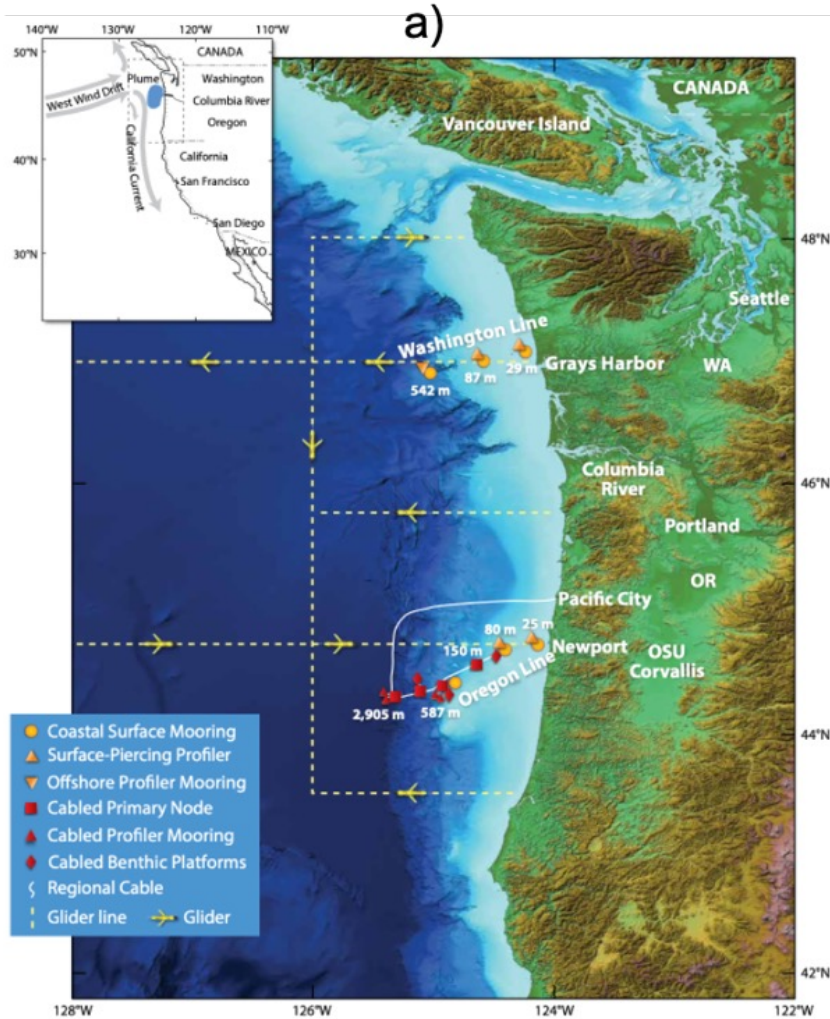 a)
140°W
130°W
120°W
110°W
50°N
40°N
30°N
CANADA
Plume
Washington
West Wind Drift
Columbia River
Oregon
California Current
California
San Francisco
San Diego
MEXICO
CANADA
Vancouver Island
48°N
Seattle
Washington Line
Grays Harbor
WA
29 m
87 m
542 m
Columbia
River
46°N
Portland
OR
Pacific City
25 m
80 m
Newport
150 m
OSU
Corvallis
Oregon Line
2,905 m
587 m
44°N
Coastal Surface Mooring
Surface-Piercing Profiler
Offshore Profiler Mooring
Cabled Primary Node
Cabled Profiler Mooring
Cabled Benthic Platforms
Regional Cable
Glider line
Glider
42°N
128°W
126°W
124°W
122°W